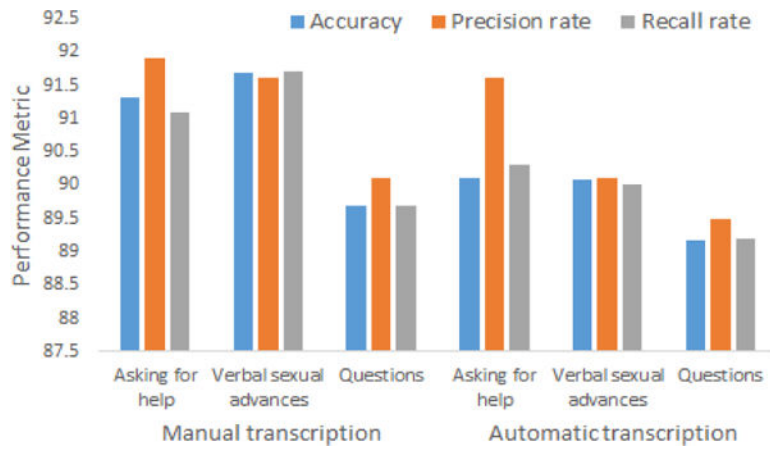 92.5
Accuracy Precision rate Recall rate
92
91.5
91
90.5
90
89.5
89
88.5
88
87.5
Performance Metric
Asking for help
Verbal sexual advances
Questions
Asking for help
Verbal sexual advances
Questions
Manual transcription
Automatic transcription